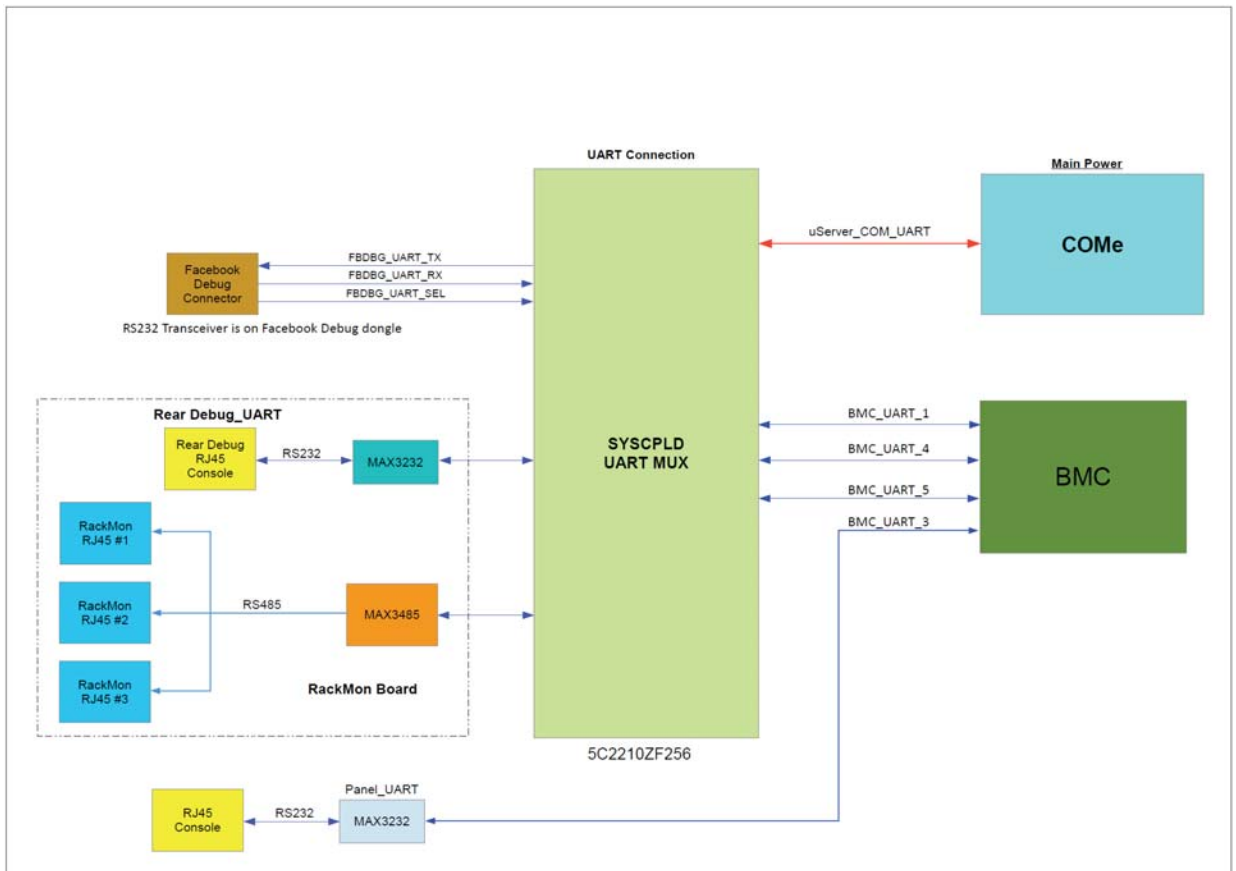 UART Connection
Main Power
COMe
uServer_COM_UART
FBDBG_UART_TX
FBDBG_UART_RX
FBDBG_UART_SEL
Facebook
Debug
Connector
RS232 Transceiver is on Facebook Debug dongle
Rear Debug_UART
Rear Debug
RJ45
Console
RS232
MAX3232
SYSCPLD
UART MUX
BMC_UART_1
BMC_UART_4
BMC_UART_5
BMC_UART_3
BMC
RackMon
RJ45 #1
RackMon
RJ45 #2
RS485
MAX3485
RackMon
RJ45 #3
RackMon Board
5C2210ZF256
Panel_UART
RJ45
Console
RS232
MAX3232